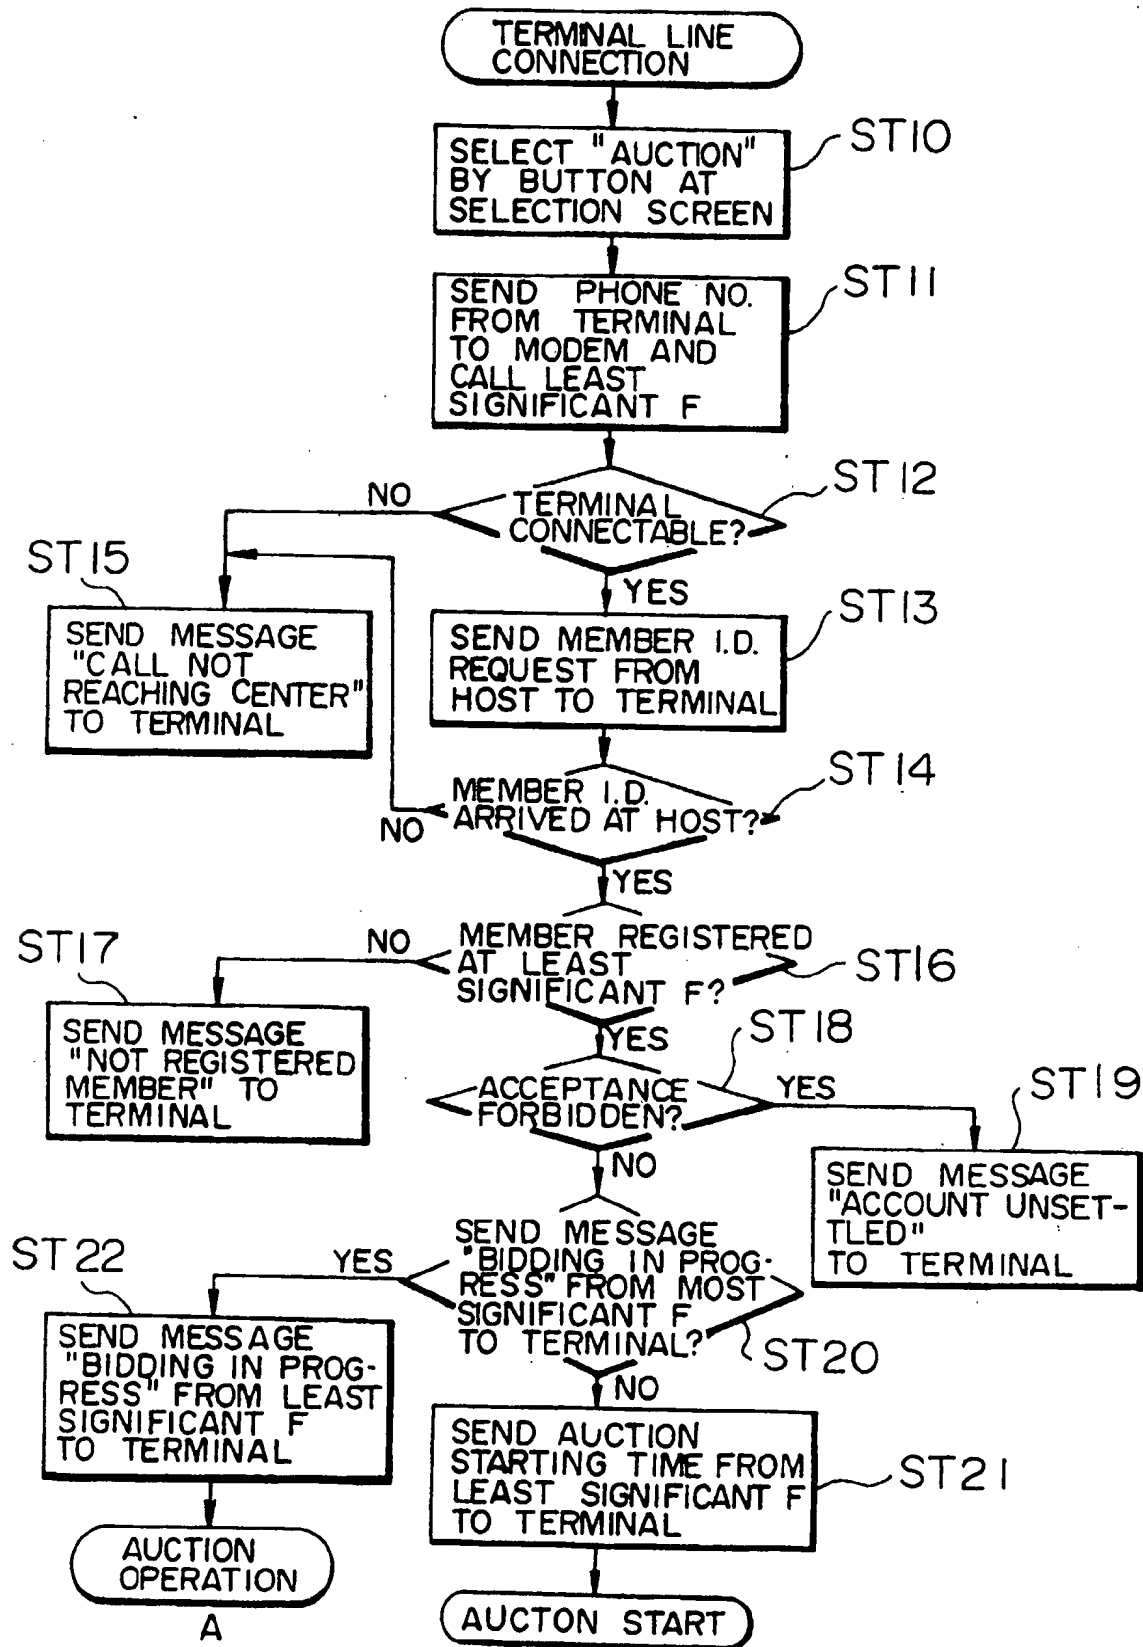 TERMINAL LINE
CONNECTION
ST10
SELECT "AUCTION"
BY BUTTON AT
SELECTION SCREEN
ST11
SEND PHONE NO.
FROM TERMINAL
TO MODEM AND
CALL LEAST
SIGNIFICANT F
ST12
NO
TERMINAL
CONNECTABLE?
YES
ST15
SEND MESSAGE
"CALL NOT
REACHING CENTER"
TO TERMINAL
ST13
SEND MEMBER I.D.
REQUEST FROM
HOST TO TERMINAL
ST14
MEMBER I.D.
ARRIVED AT HOST?
NO
YES
ST17
NO
MEMBER REGISTERED
AT LEAST
SIGNIFICANT F?
ST16
SEND MESSAGE
"NOT REGISTERED
MEMBER" TO
TERMINAL
YES
ST18
ACCEPTANCE
FORBIDDEN?
YES
ST19
NO
SEND MESSAGE
"ACCOUNT UNSET-
TLED"
TO TERMINAL
ST22
YES
SEND MESSAGE
"BIDDING IN PROG-
RESS" FROM MOST
SIGNIFICANT F
TO TERMINAL?
ST20
SEND MESSAGE
"BIDDING IN PROG-
RESS" FROM LEAST
SIGNIFICANT F
TO TERMINAL
NO
SEND AUCTION
STARTING TIME FROM
LEAST SIGNIFICANT F
TO TERMINAL
ST21
AUCTION
OPERATION
A
AUCTON START